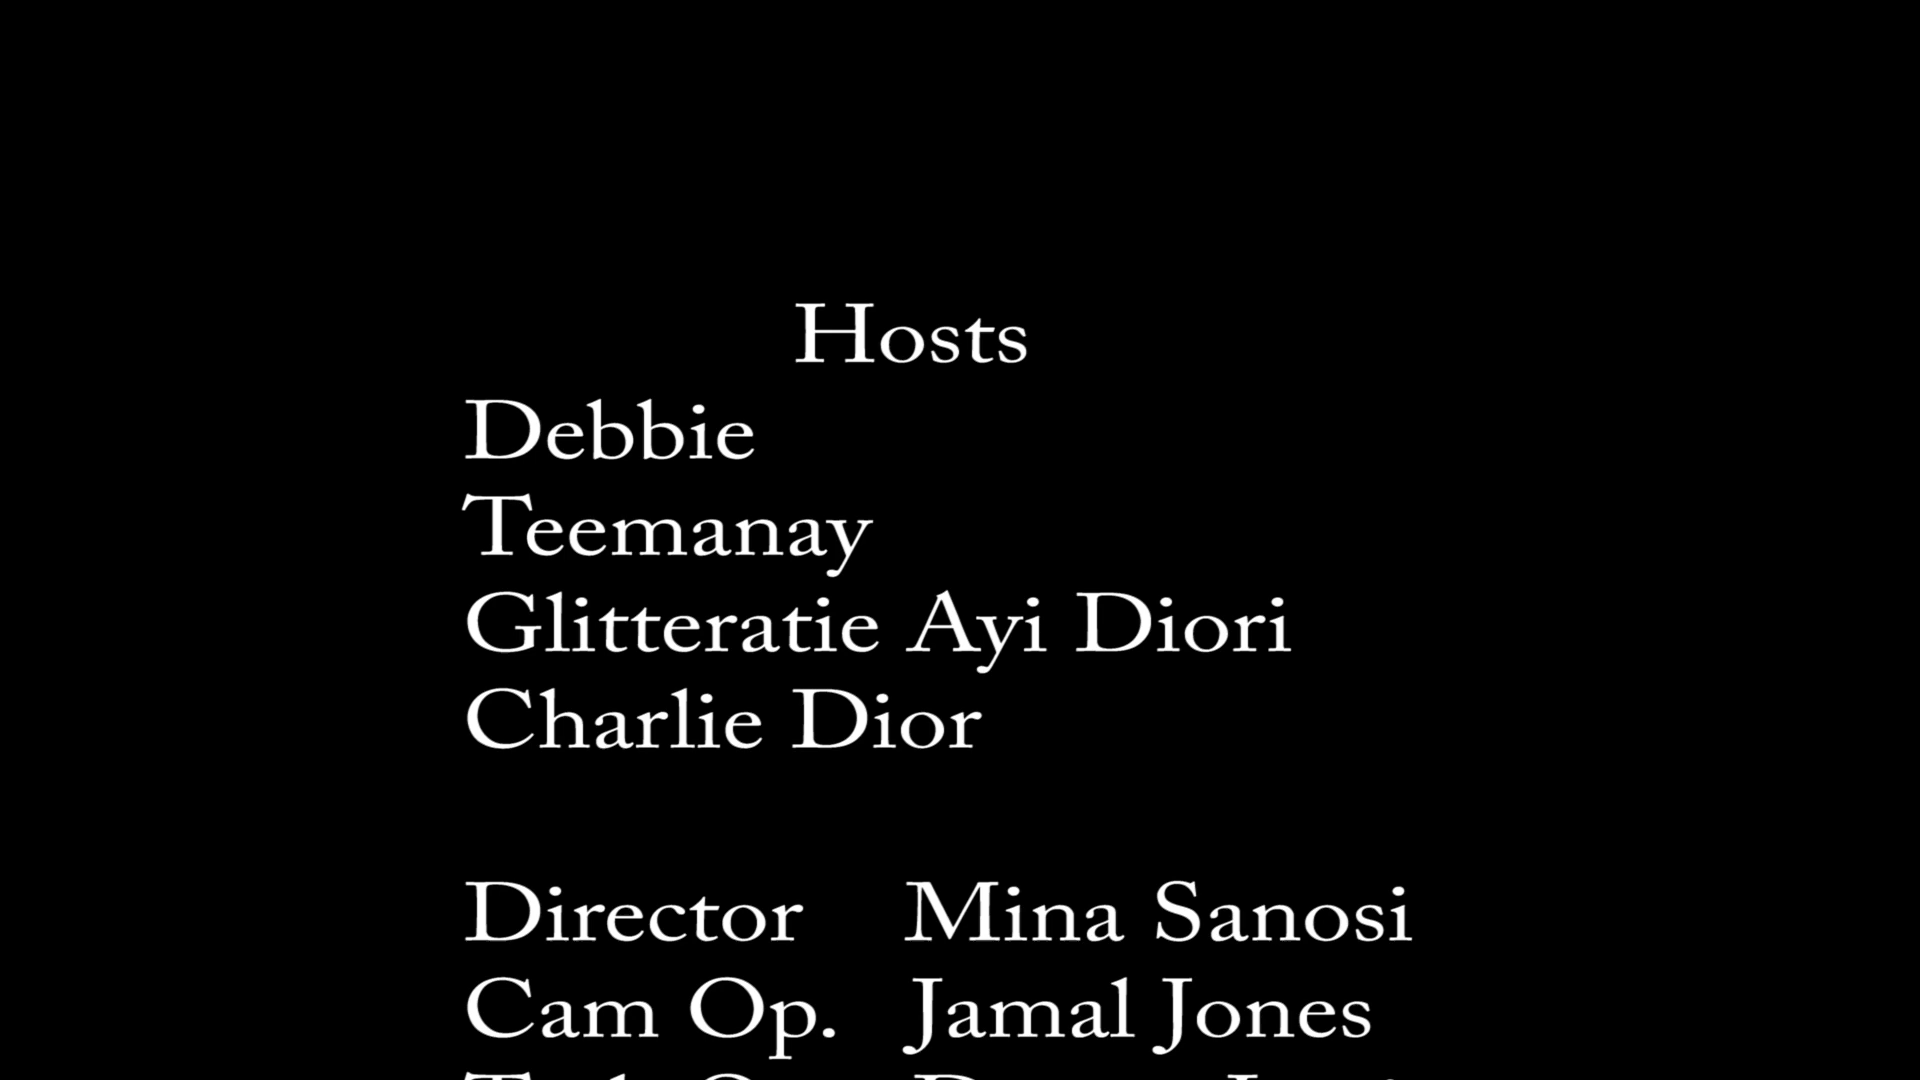 Hosts
Debbie
Teemanay
Glitteratie Ayi Diori
Charlie Dior
Director Mina Sanosi
Cam Op. Jamal Jones